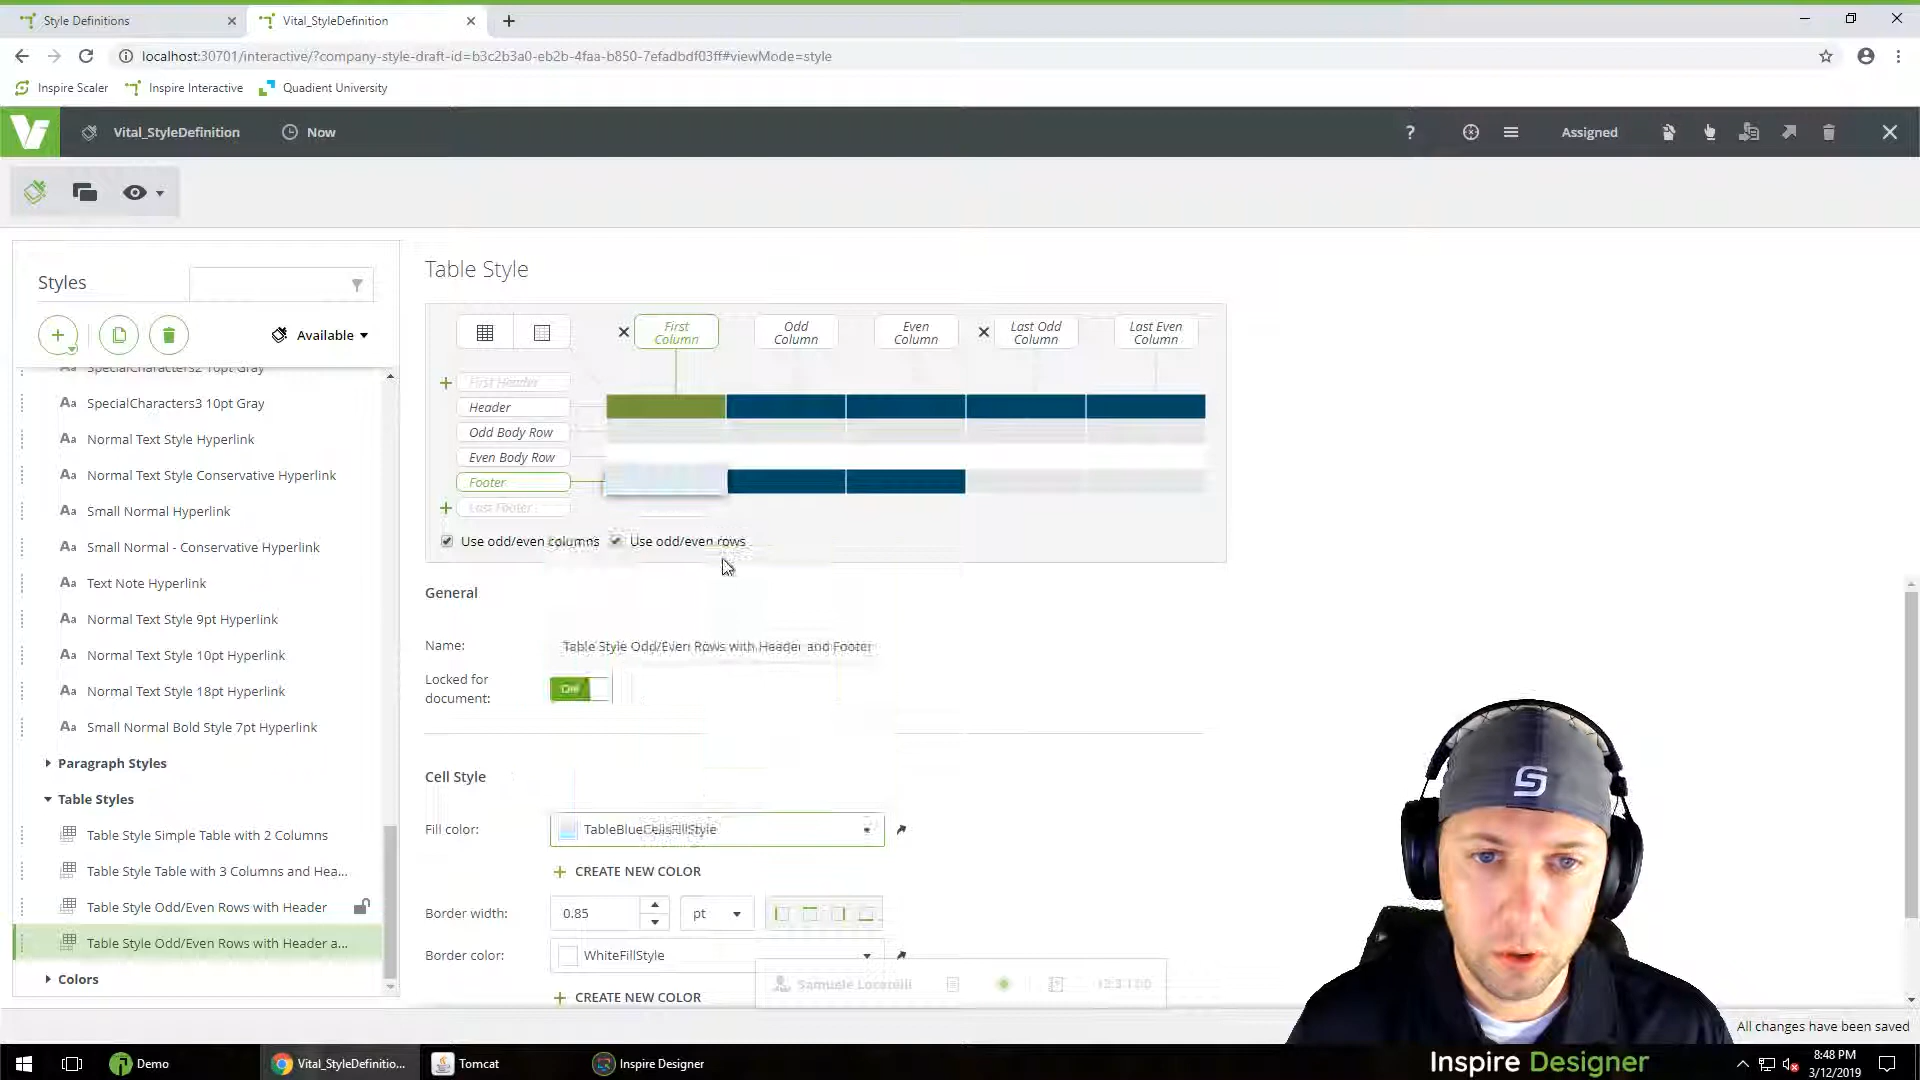 Style Definitions
Vital_StyleDefinition
localhost:30701/interactive/?company-style-draft-id=b3c2b3a0-eb2b-4faa-b850-7efadbdf03ff#viewMode=style
Inspire Scaler
Inspire Interactive
Quadient University
Vital_StyleDefinition
Now
?
Assigned
Styles
Available
SpecialCharacters2 10pt Gray
SpecialCharacters3 10pt Gray
Normal Text Style Hyperlink
Normal Text Style Conservative Hyperlink
Small Normal Hyperlink
Small Normal - Conservative Hyperlink
Text Note Hyperlink
Normal Text Style 9pt Hyperlink
Normal Text Style 10pt Hyperlink
Normal Text Style 18pt Hyperlink
Small Normal Bold Style 7pt Hyperlink
Paragraph Styles
Table Styles
Table Style Simple Table with 2 Columns
Table Style Table with 3 Columns and Hea...
Table Style Odd/Even Rows with Header
Table Style Odd/Even Rows with Header a...
Colors
Table Style
First Column
Odd Column
Even Column
Last Odd Column
Last Even Column
First Header
Header
Odd Body Row
Even Body Row
Footer
Last Footer
Use odd/even columns
Use odd/even rows
General
Name:
Table Style Odd/Even Rows with Header and Footer
Locked for document:
On
Cell Style
Fill color:
TableBlueCellsFillStyle
CREATE NEW COLOR
Border width:
0.85
pt
Border color:
WhiteFillStyle
CREATE NEW COLOR
Samuele Locatelli
All changes have been saved
Demo
Vital_StyleDefinitio...
Tomcat
Inspire Designer
Inspire Designer
8:48 PM
3/12/2019